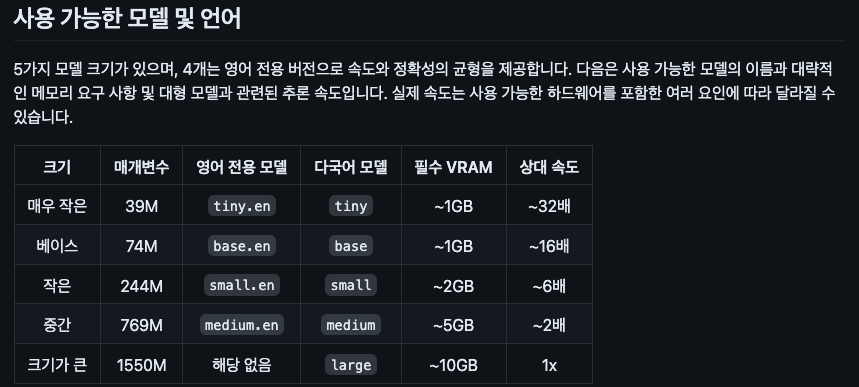 사용 가능한 모델 및 언어
5가지 모델 크기가 있으며, 4개는 영어 전용 버전으로 속도와 정확성의 균형을 제공합니다. 다음은 사용 가능한 모델의 이름과 대략적
인 메모리 요구 사항 및 대형 모델과 관련된 추론 속도입니다. 실제 속도는 사용 가능한 하드웨어를 포함한 여러 요인에 따라 달라질 수
있습니다.
크기 매개변수 영어 전용 모델 다국어 모델 필수 VRAM 상대 속도
매우 작은 39M tiny.en tiny ~1GB ~32배
베이스 74M base.en base ~1GB ~16배
작은 244M small.en small ~2GB ~6배
중간 769M medium.en medium ~5GB ~2배
크기가 큰 1550M 해당 없음 large ~10GB 1x